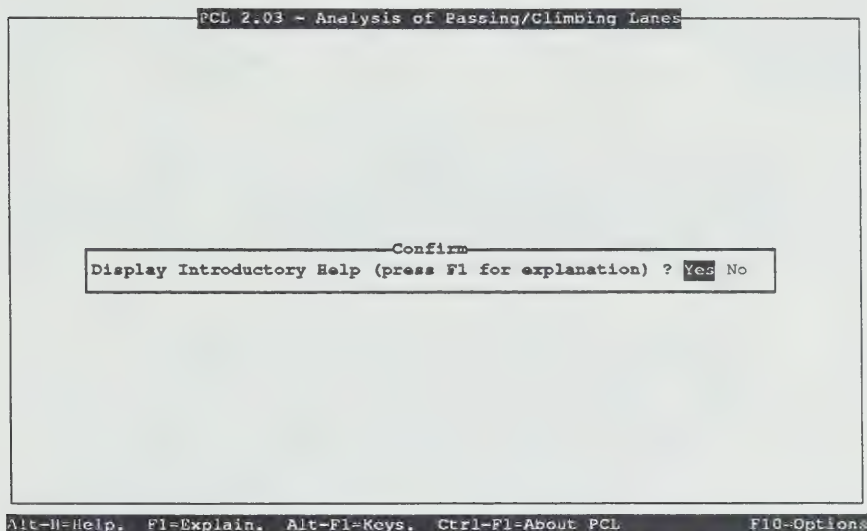 PCL 2.03 ~ Analysis of Passing/Climbing Lanes
Confirm
Display Introductory Help (press F1 for explanation) ? Yes No
Alt-H=Help. F1=Explain. Alt-F1=Keys. Ctrl-F1=About PCL F10-Options